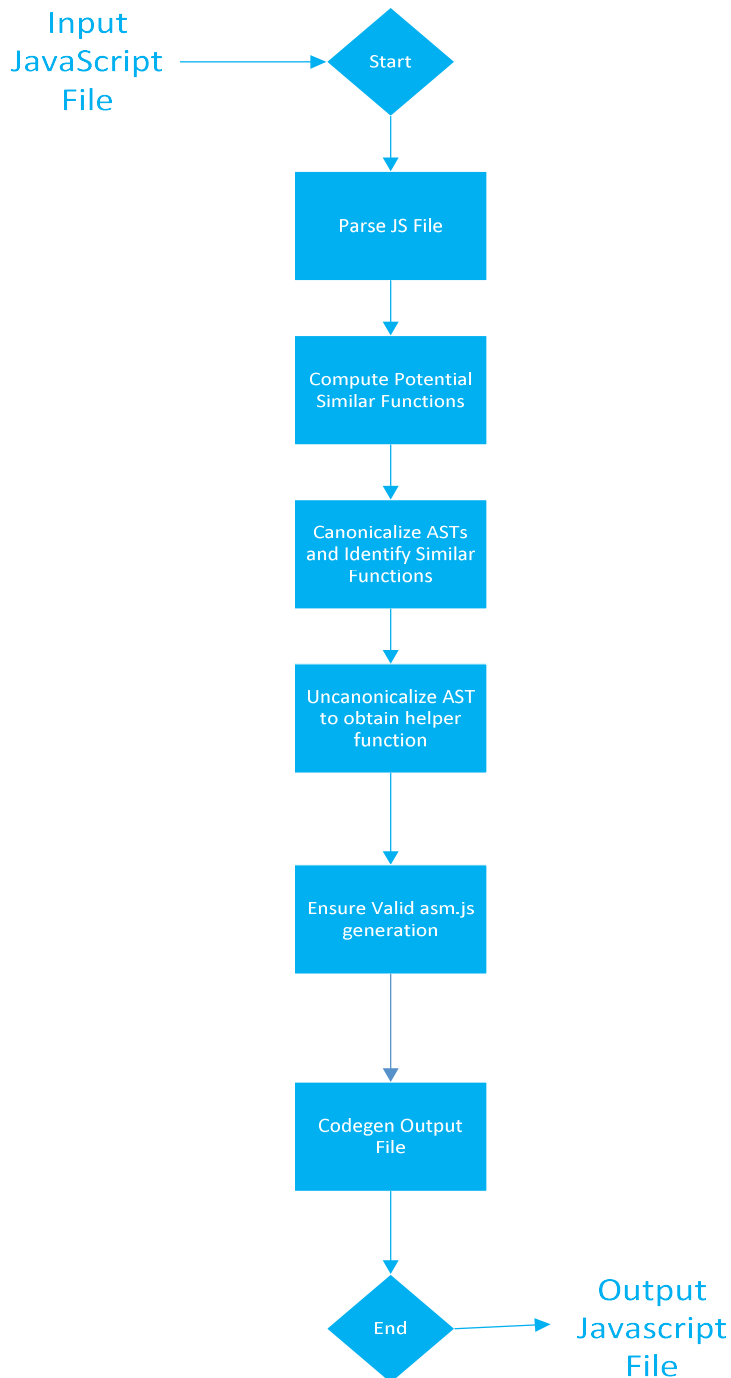 Input
JavaScript
File
Start
Parse JS File
Compute Potential
Similar Functions
Canonicalize ASTs
and Identify Similar
Functions
Uncanonicalize AST
to obtain helper
function
Ensure Valid asm.js
generation
Codegen Output
File
End
Output
Javascript
File